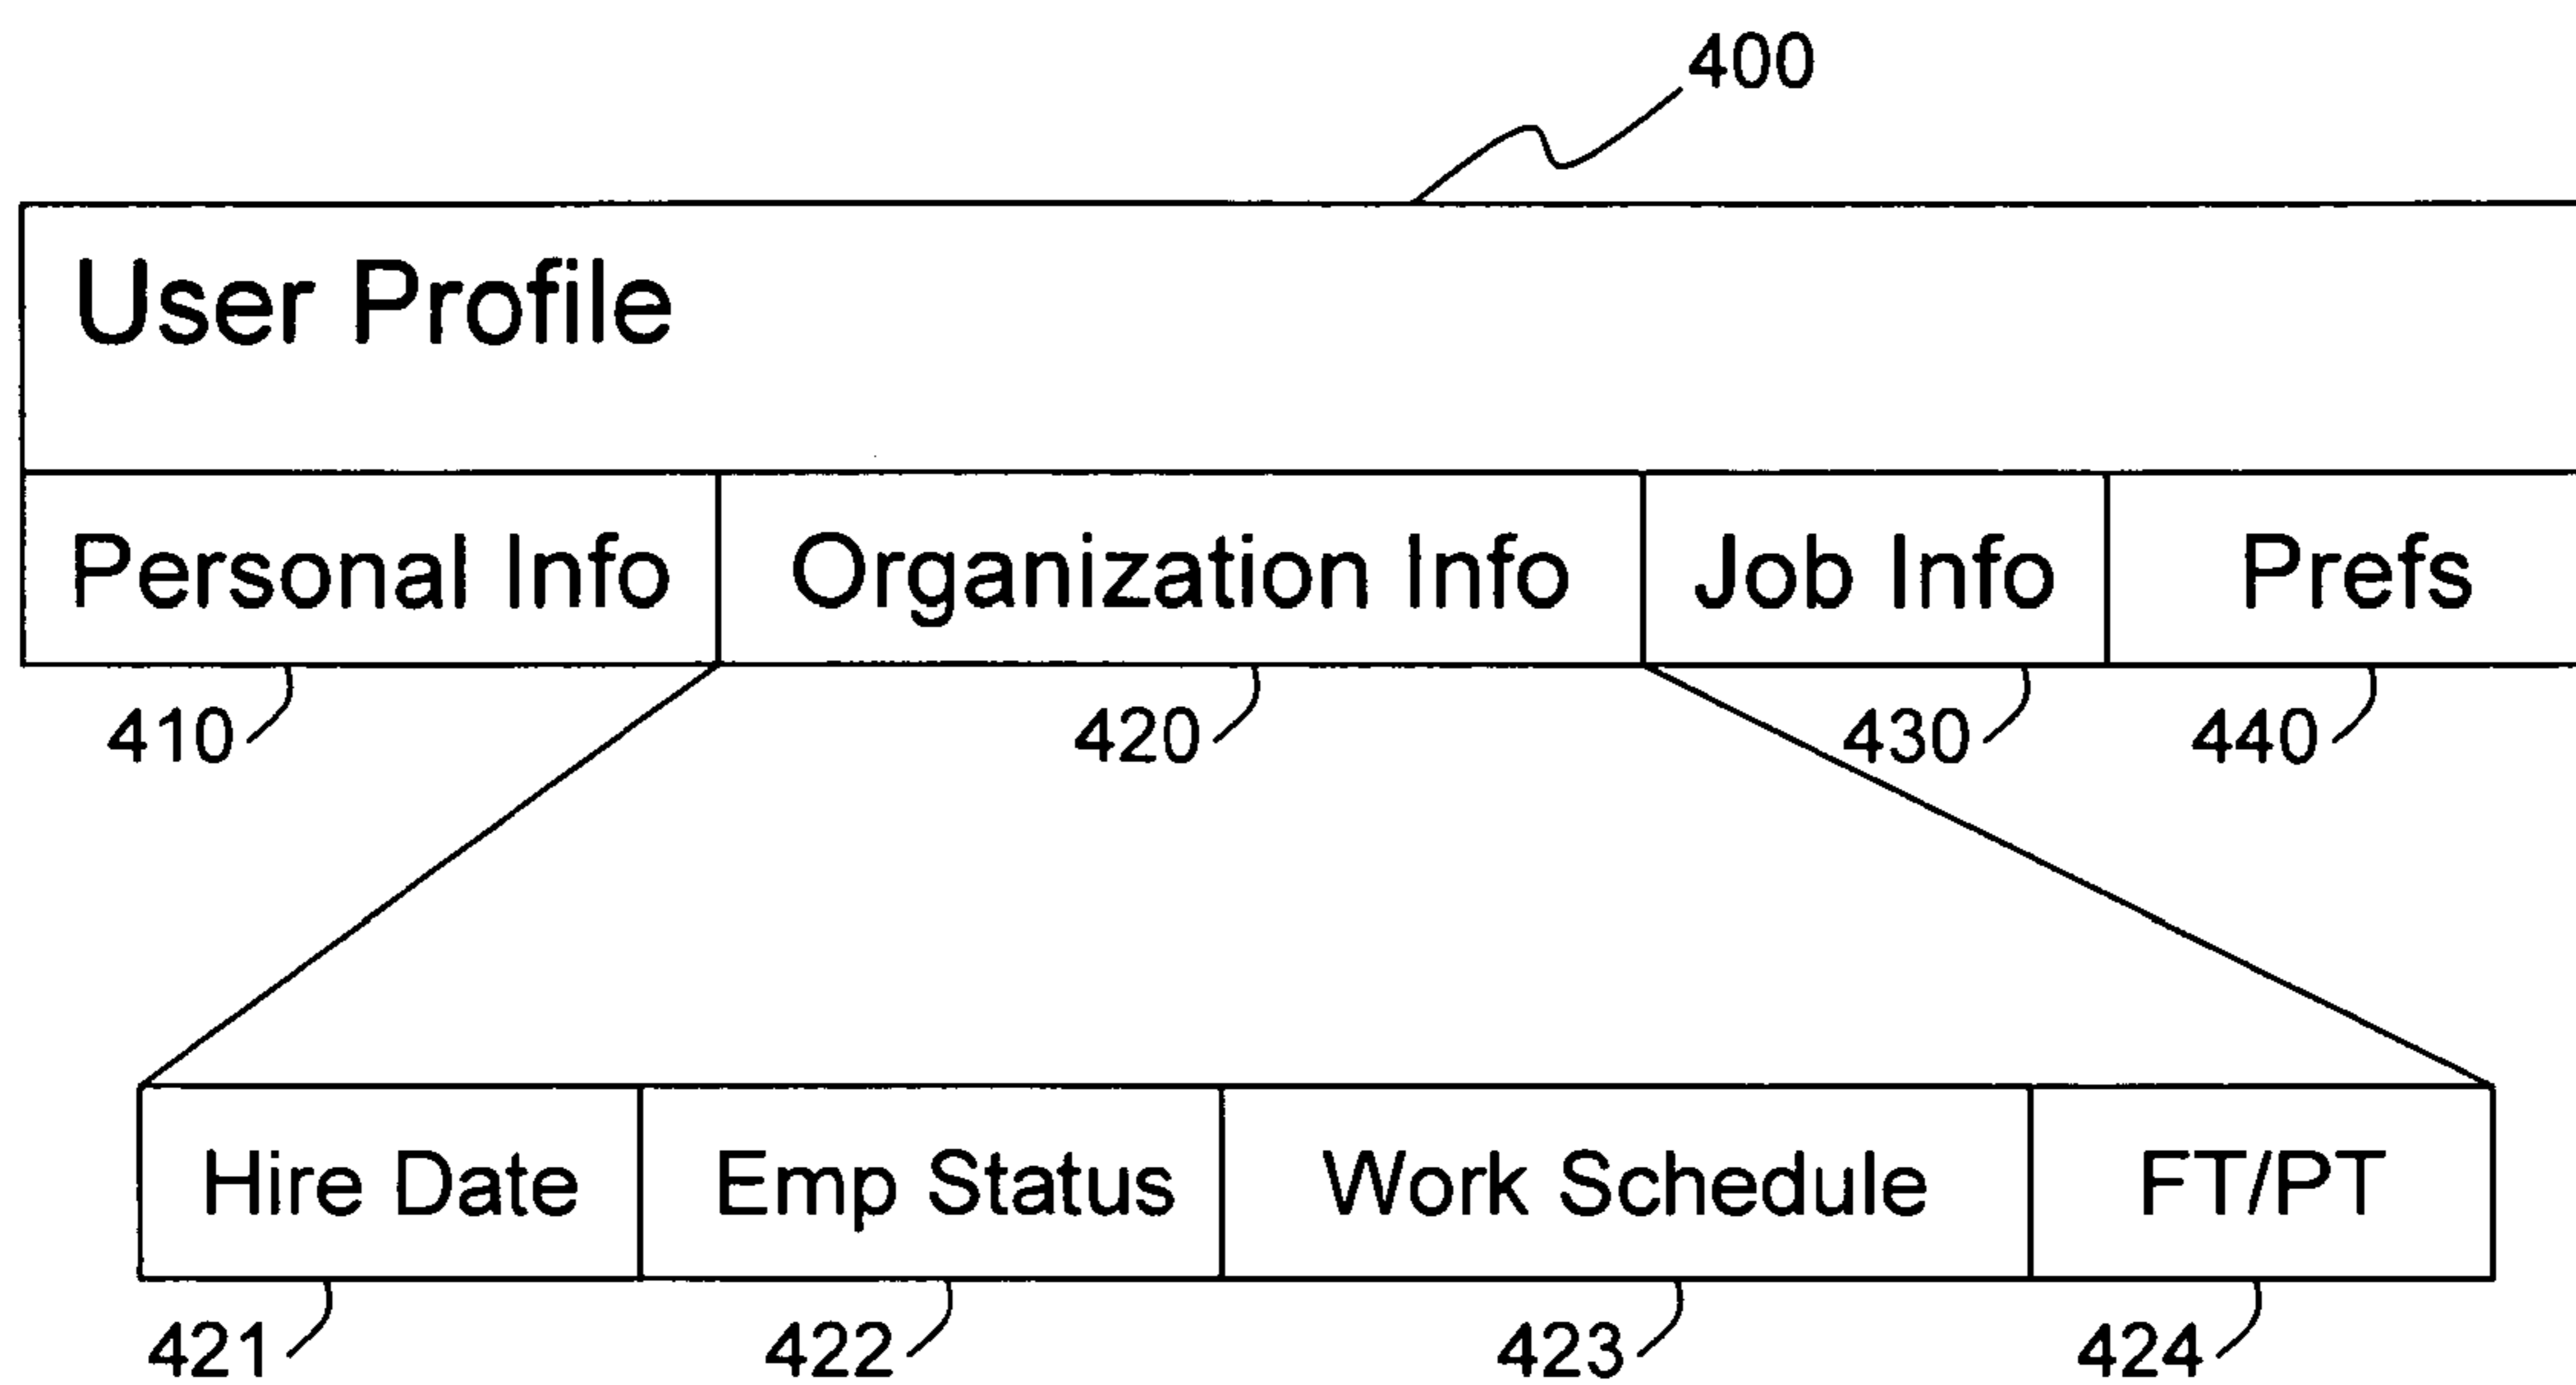 400
User Profile
Personal Info Organization Info Job Info Prefs
410 420 430 440
Hire Date Emp Status Work Schedule FT/PT
421 422 423 424